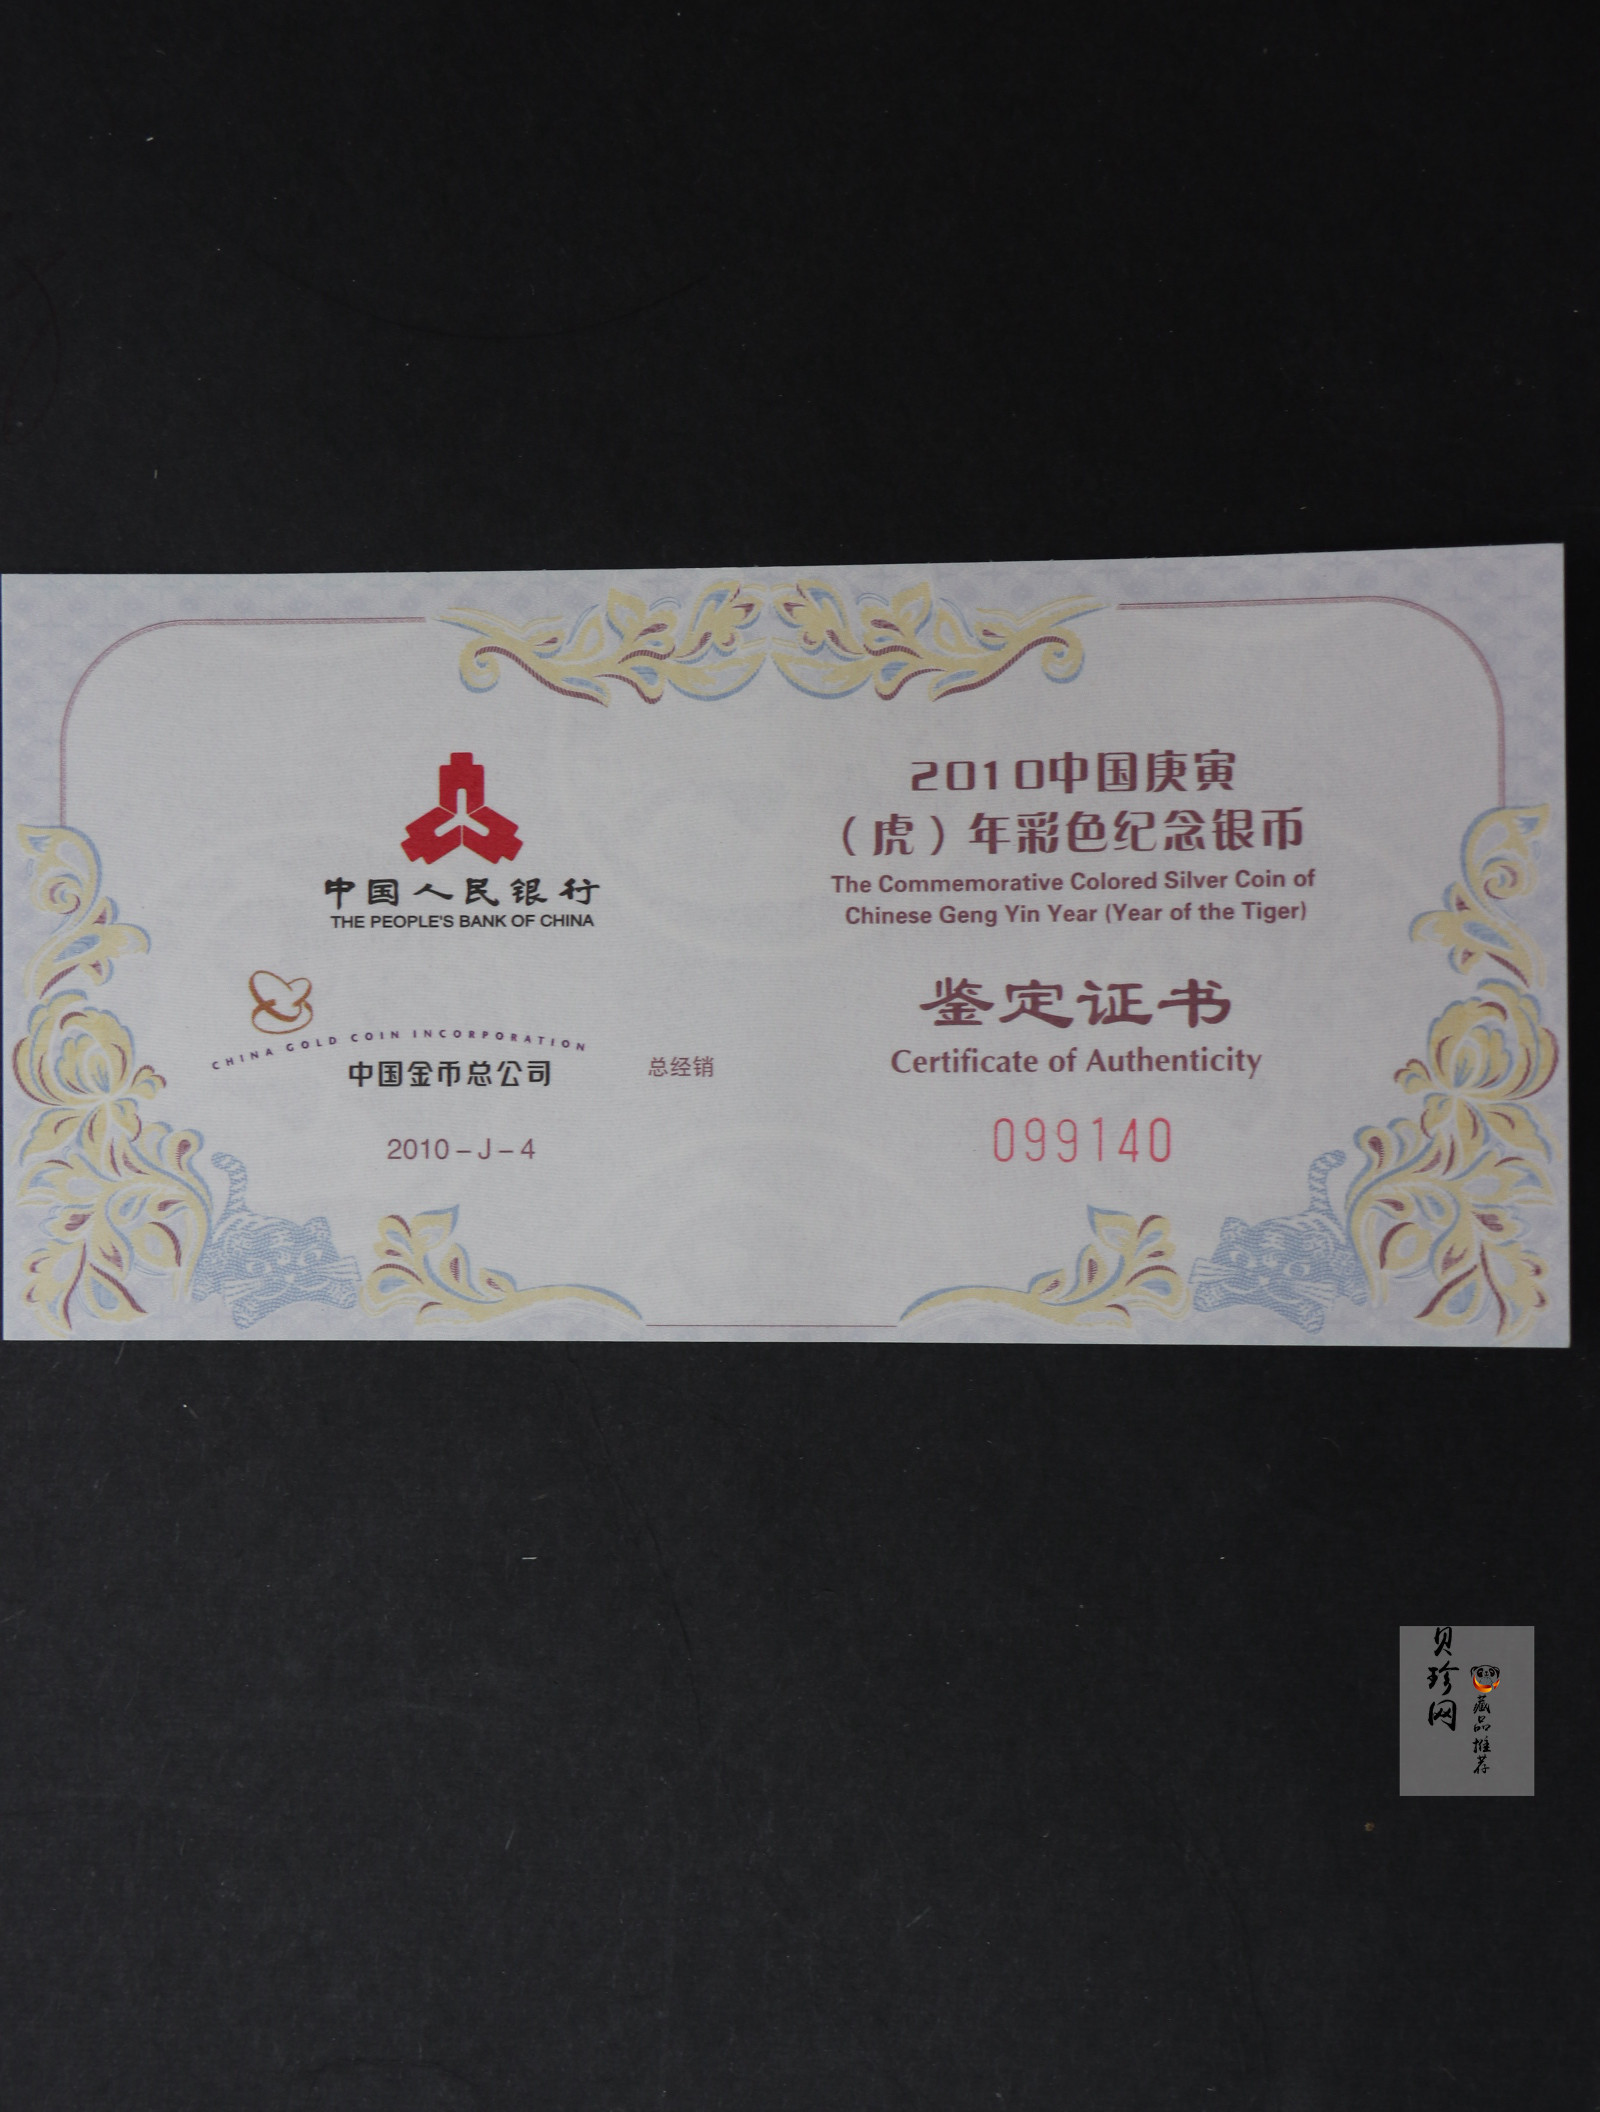 中国人民银行
THE PEOPLE'S BANK OF CHINA
CHINA GOLD COIN INCORPORATION
中国金币总公司 总经销
2010-J-4
2010中国庚寅
(虎)年彩色纪念银币
The Commemorative Colored Silver Coin of
Chinese Geng Yin Year (Year of the Tiger)
鉴定证书
Certificate of Authenticity
099140
贝珍网
藏品推荐